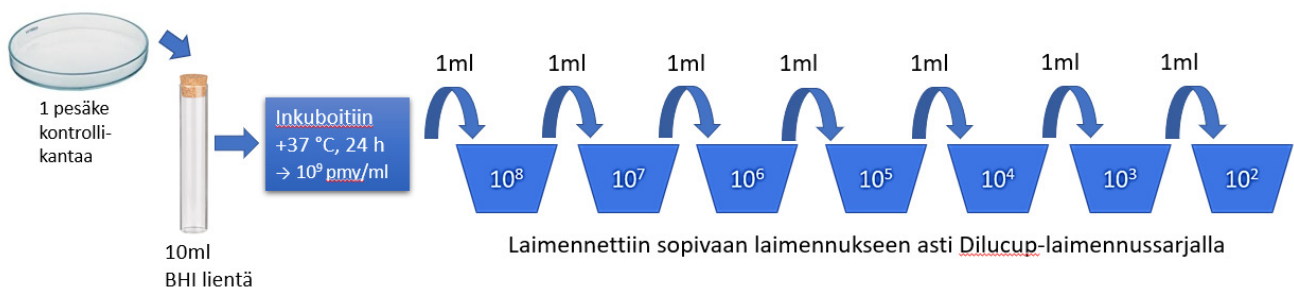 1 pesäke
kontrolli-
kantaa
10ml
BHI lientä
Inkuboitiin
+37 °C, 24 h
→ 10⁹ pmy/ml
1ml 1ml 1ml 1ml 1ml 1ml 1ml
10⁸ 10⁷ 10⁶ 10⁵ 10⁴ 10³ 10²
Laimennettiin sopivaan laimennukseen asti Dilucup-laimennussarjalla